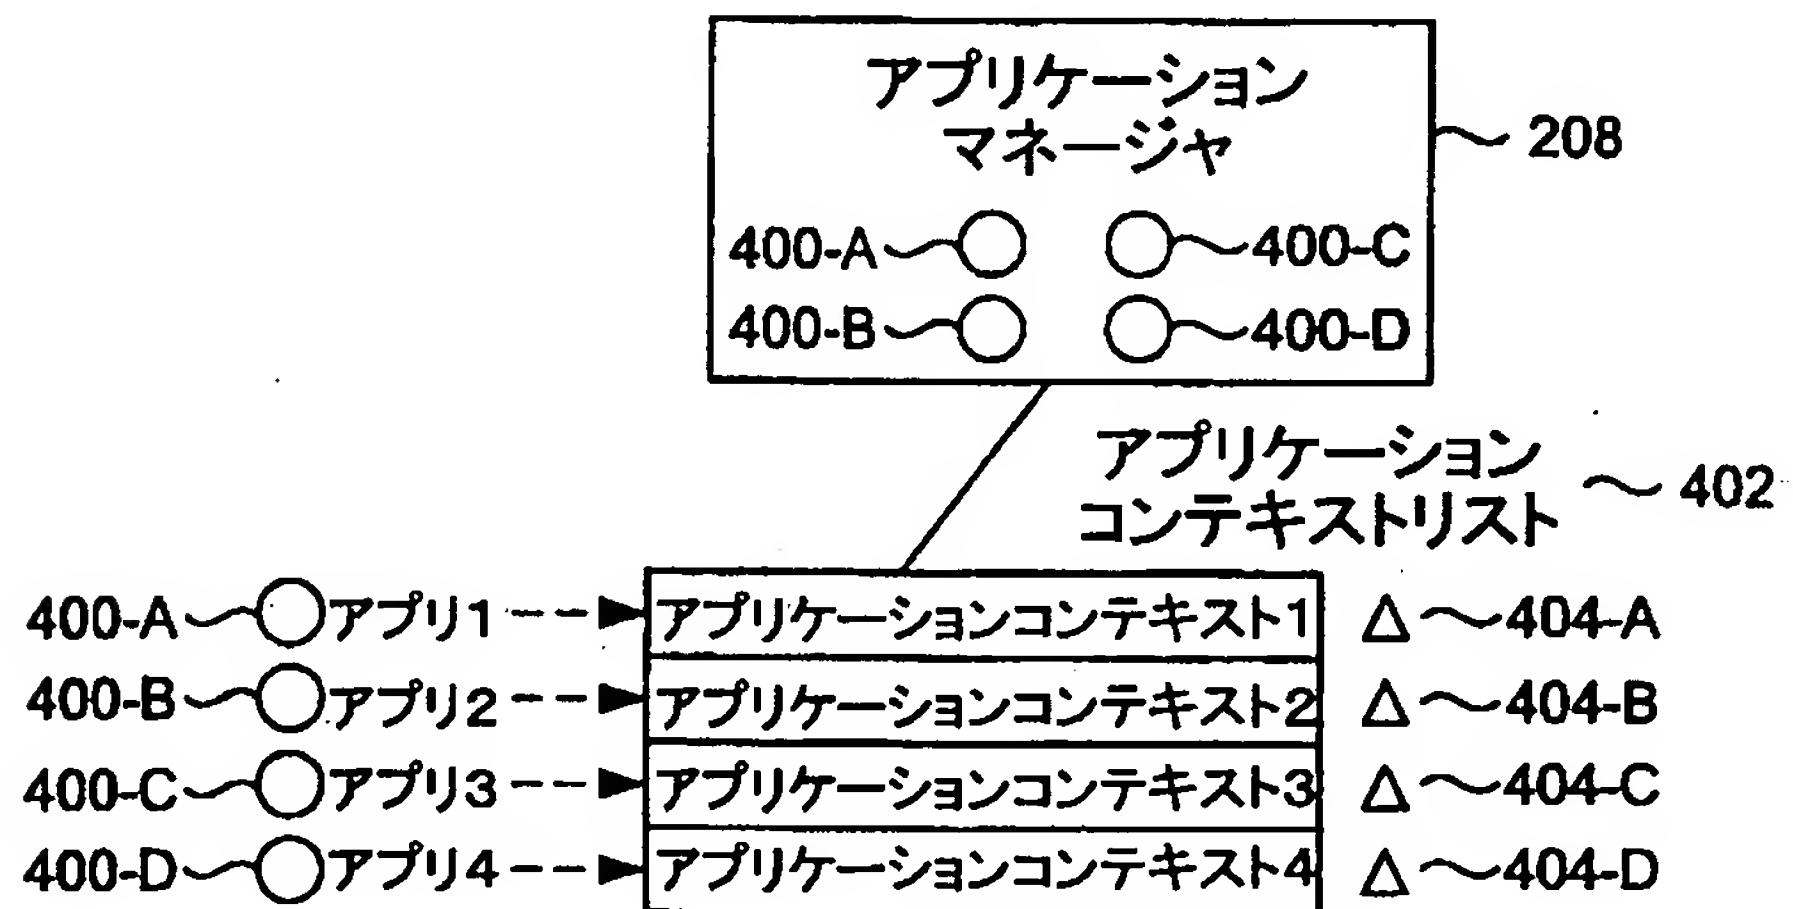 アプリケーション
マネージャ
208
400-A 400-C
400-B 400-D
アプリケーション
コンテキストリスト
402
400-A アプリ1 アプリケーションコンテキスト1 404-A
400-B アプリ2 アプリケーションコンテキスト2 404-B
400-C アプリ3 アプリケーションコンテキスト3 404-C
400-D アプリ4 アプリケーションコンテキスト4 404-D